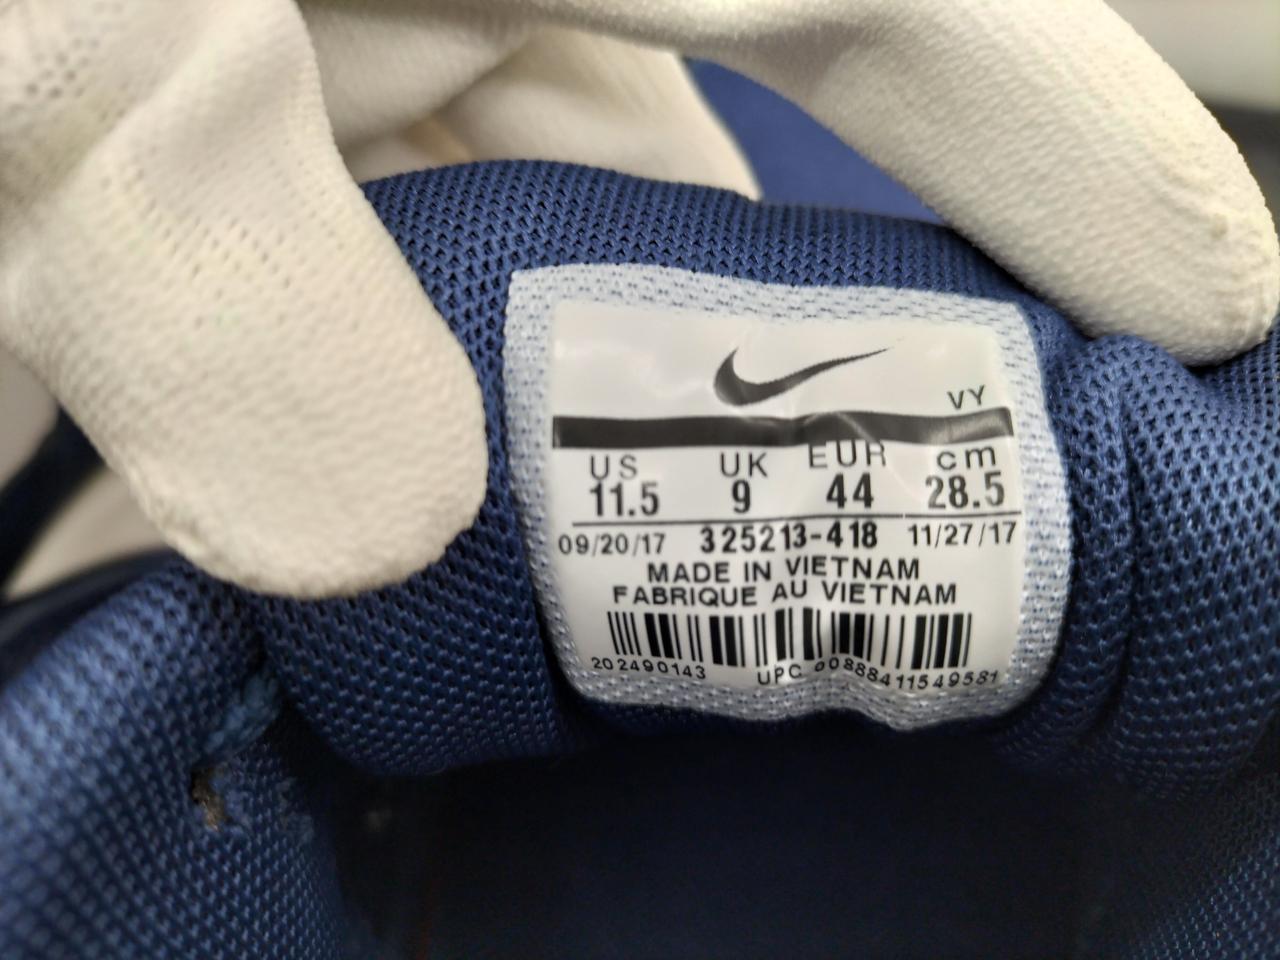 VY
US UK EUR cm
11.5 9 44 28.5
09/20/17 325213-418 11/27/17
MADE IN VIETNAM
FABRIQUE AU VIETNAM
202490143 UPC 00888411549581